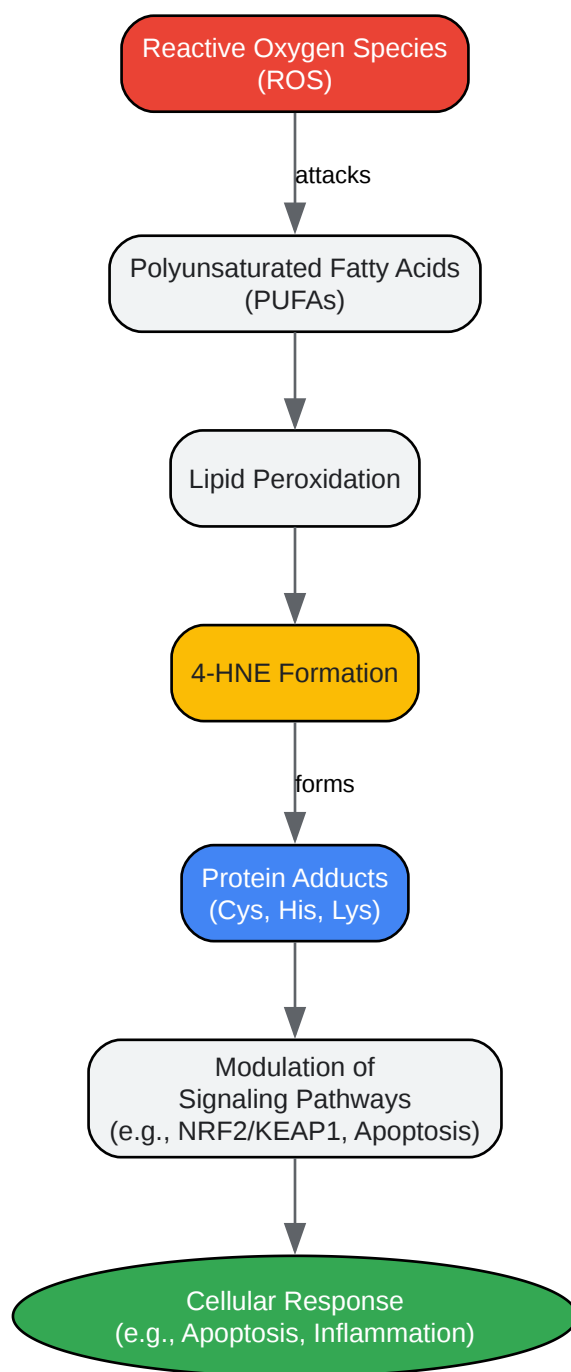 Reactive Oxygen Species
(ROS)
attacks
Polyunsaturated Fatty Acids
(PUFAs)
Lipid Peroxidation
4-HNE Formation
forms
Protein Adducts
(Cys, His, Lys)
Modulation of
Signaling Pathways
(e.g., NRF2/KEAP1, Apoptosis)
Cellular Response
(e.g., Apoptosis, Inflammation)